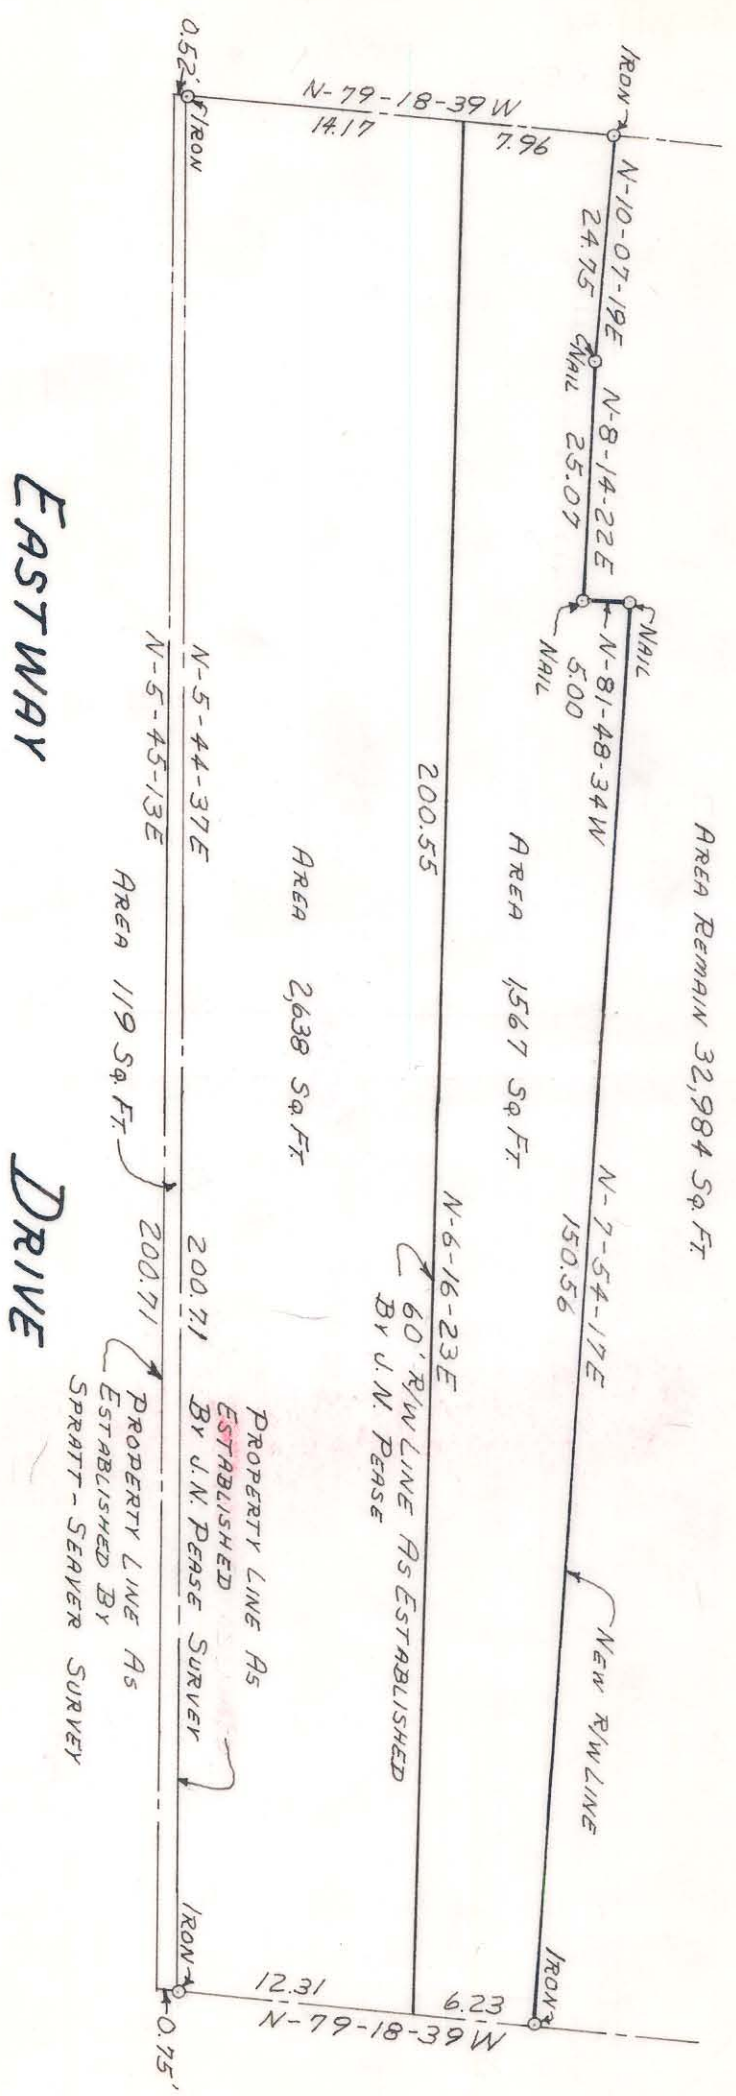 AREA REMAIN 32,984 SQ. FT.
IRON
N-10-07-19E
24.75
NAIL
N-8-14-22E
25.07
NAIL
N-81-48-34W
5.00
NAIL
N-7-54-17E
150.56
NEW R/W LINE
IRON
N-79-18-39W
14.17
7.96
AREA 1,567 SQ. FT.
200.55
N-6-16-23E
60' R/W LINE AS ESTABLISHED
BY J. N. PEASE
AREA 2,638 SQ. FT.
12.31
6.23
N-79-18-39W
0.52'
IRON
N-5-44-37E
200.71
PROPERTY LINE AS
ESTABLISHED
BY J. N. PEASE SURVEY
IRON
N-5-45-13E
AREA 119 SQ. FT.
200.71
PROPERTY LINE AS
ESTABLISHED BY
SPRATT-SEAVER SURVEY
0.75'
EASTWAY DRIVE